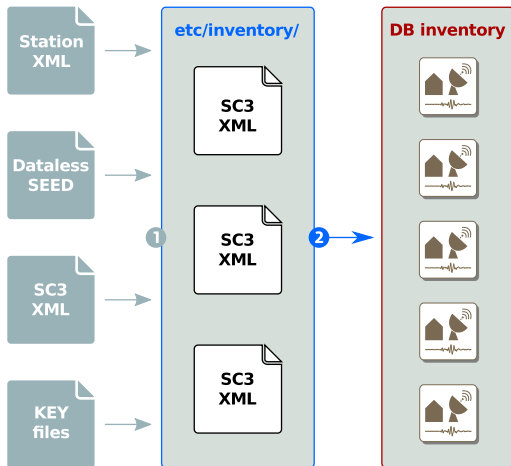 Station
XML
Dataless
SEED
SC3
XML
KEY
files
1
etc/inventory/
SC3
XML
SC3
XML
SC3
XML
2
DB inventory